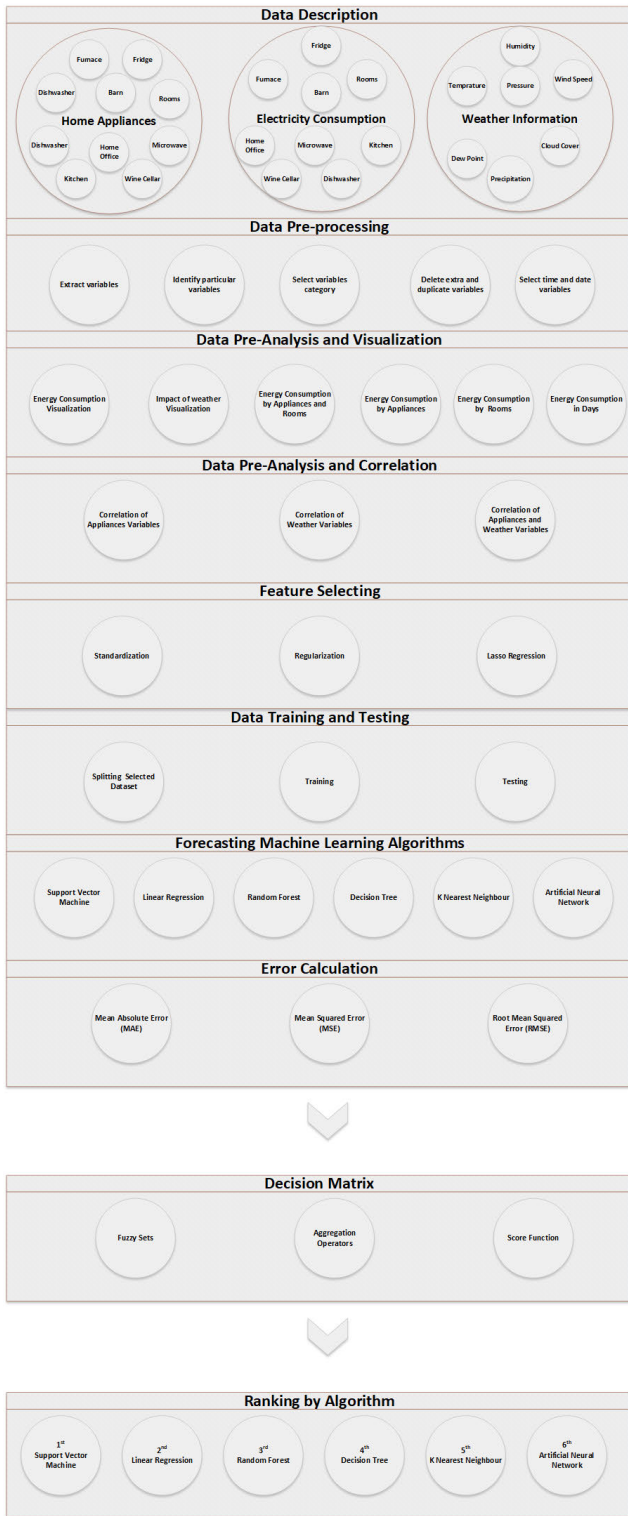 Data Description
Furnace
Fridge
Dishwasher
Barn
Rooms
Home Appliances
Dishwasher
Home
Office
Microwave
Kitchen
Wine Cellar
Fridge
Furnace
Rooms
Barn
Electricity Consumption
Home
Office
Microwave
Kitchen
Wine Cellar
Dishwasher
Humidity
Temprature
Pressure
Wind Speed
Weather Information
Dew Point
Cloud Cover
Precipitation
Data Pre-processing
Extract variables
Identify particular
variables
Select variables
category
Delete extra and
duplicate variables
Select time and date
variables
Data Pre-Analysis and Visualization
Energy Consumption
Visualization
Impact of weather
Visualization
Energy Consumption
by Appliances and
Rooms
Energy Consumption
by Appliances
Energy Consumption
by Rooms
Energy Consumption
in Days
Data Pre-Analysis and Correlation
Correlation of
Appliances Variables
Correlation of
Weather Variables
Correlation of
Appliances and
Weather Variables
Feature Selecting
Standardization
Regularization
Lasso Regression
Data Training and Testing
Splitting Selected
Dataset
Training
Testing
Forecasting Machine Learning Algorithms
Support Vector
Machine
Linear Regression
Random Forest
Decision Tree
K Nearest Neighbour
Artificial Neural
Network
Error Calculation
Mean Absolute Error
(MAE)
Mean Squared Error
(MSE)
Root Mean Squared
Error (RMSE)
Decision Matrix
Fuzzy Sets
Aggregation
Operators
Score Function
Ranking by Algorithm
1st
Support Vector
Machine
2nd
Linear Regression
3rd
Random Forest
4th
Decision Tree
5th
K Nearest Neighbour
6th
Artificial Neural
Network